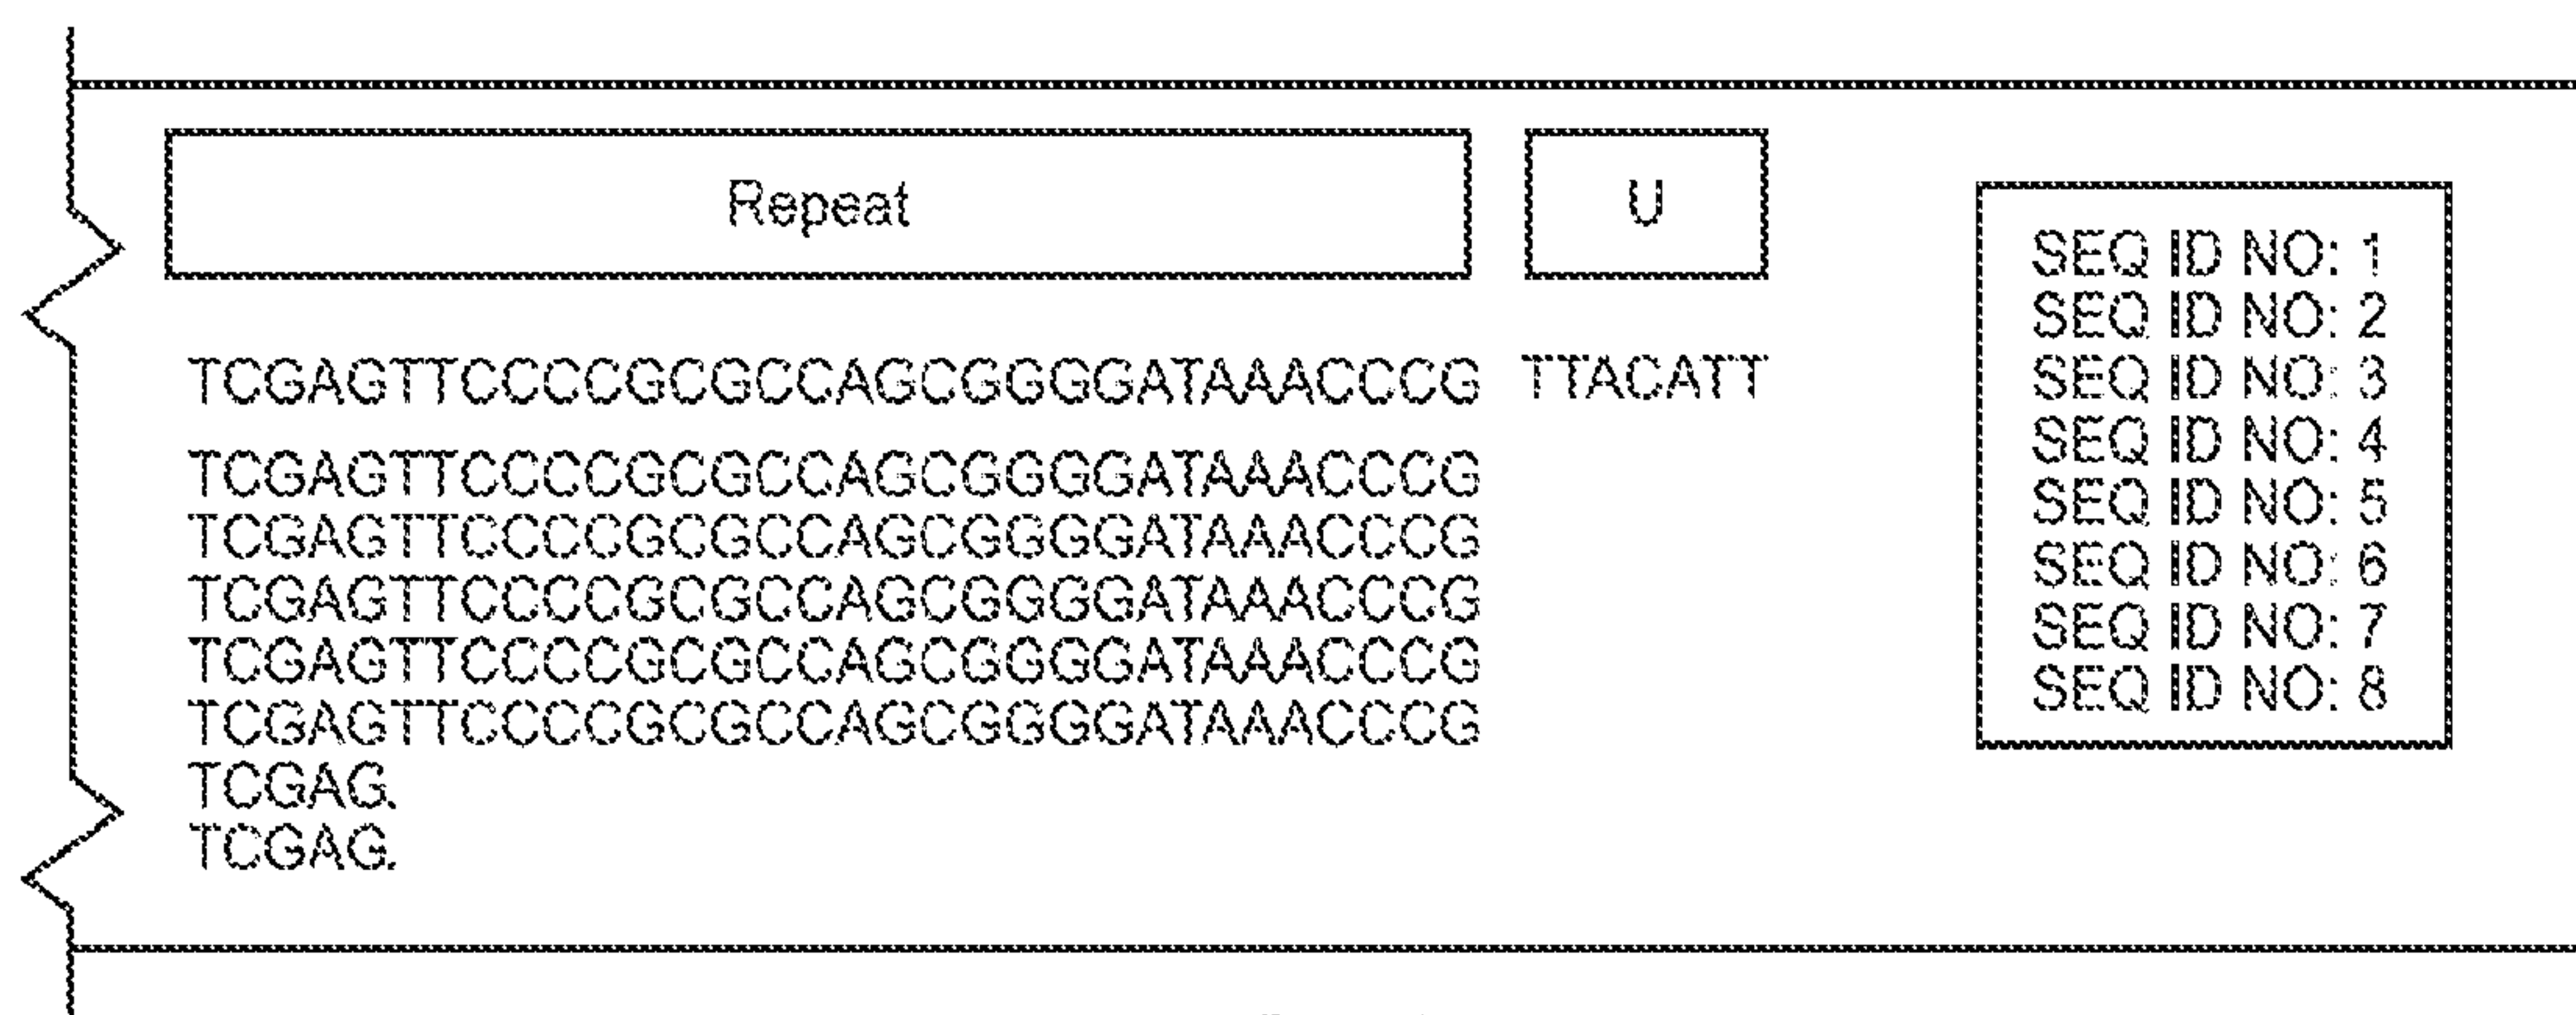 Repeat
U
TCGAGTTCCCCGCGCCAGCGGGGATAAACCCG TTACATT
TCGAGTTCCCCGCGCCAGCGGGGATAAACCCG
TCGAGTTCCCCGCGCCAGCGGGGATAAACCCG
TCGAGTTCCCCGCGCCAGCGGGGATAAACCCG
TCGAGTTCCCCGCGCCAGCGGGGATAAACCCG
TCGAGTTCCCCGCGCCAGCGGGGATAAACCCG
TCGAG.
TCGAG.
SEQ ID NO: 1
SEQ ID NO: 2
SEQ ID NO: 3
SEQ ID NO: 4
SEQ ID NO: 5
SEQ ID NO: 6
SEQ ID NO: 7
SEQ ID NO: 8